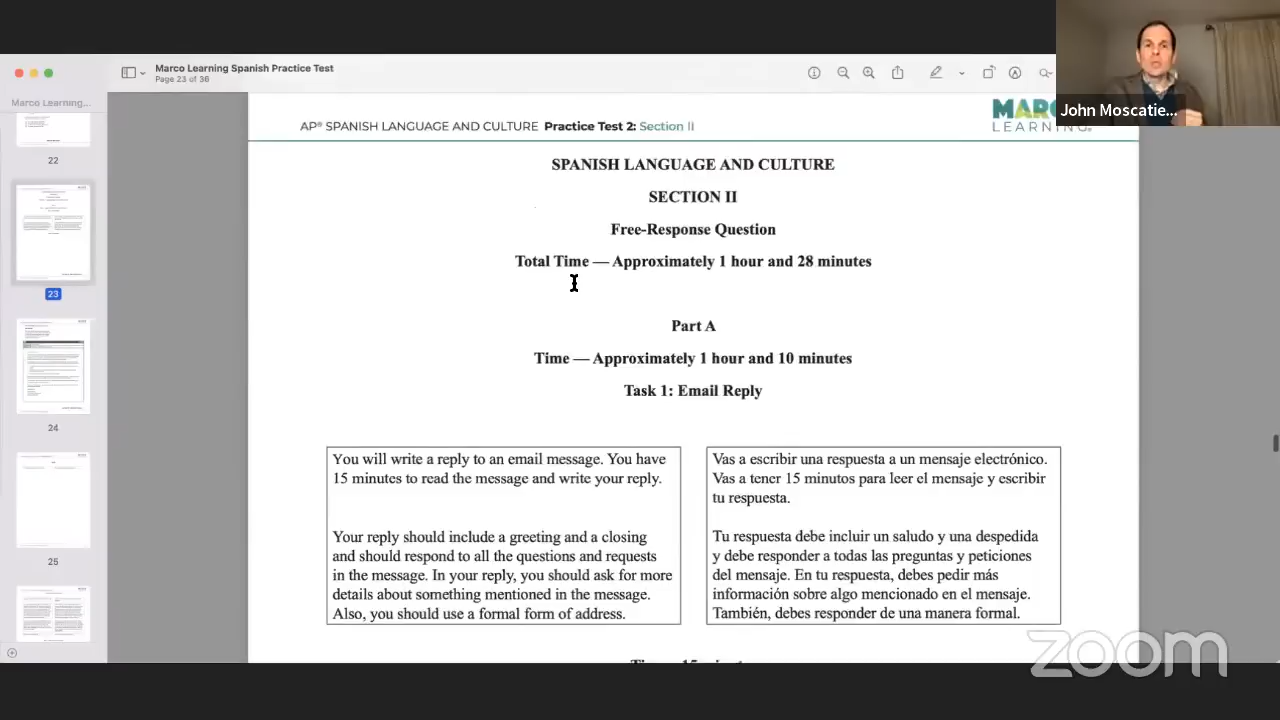 Marco Learning Spanish Practice Test
Page 23 of 36
Marco Learning...
22
23
24
25
John Moscatie...
AP® SPANISH LANGUAGE AND CULTURE Practice Test 2: Section II
MARC
LEARNING
SPANISH LANGUAGE AND CULTURE
SECTION II
Free-Response Question
Total Time — Approximately 1 hour and 28 minutes
Part A
Time — Approximately 1 hour and 10 minutes
Task 1: Email Reply
You will write a reply to an email message. You have
15 minutes to read the message and write your reply.
Your reply should include a greeting and a closing
and should respond to all the questions and requests
in the message. In your reply, you should ask for more
details about something mentioned in the message.
Also, you should use a formal form of address.
Vas a escribir una respuesta a un mensaje electrónico.
Vas a tener 15 minutos para leer el mensaje y escribir
tu respuesta.
Tu respuesta debe incluir un saludo y una despedida
y debe responder a todas las preguntas y peticiones
del mensaje. En tu respuesta, debes pedir más
información sobre algo mencionado en el mensaje.
También, debes responder de una manera formal.
zoom